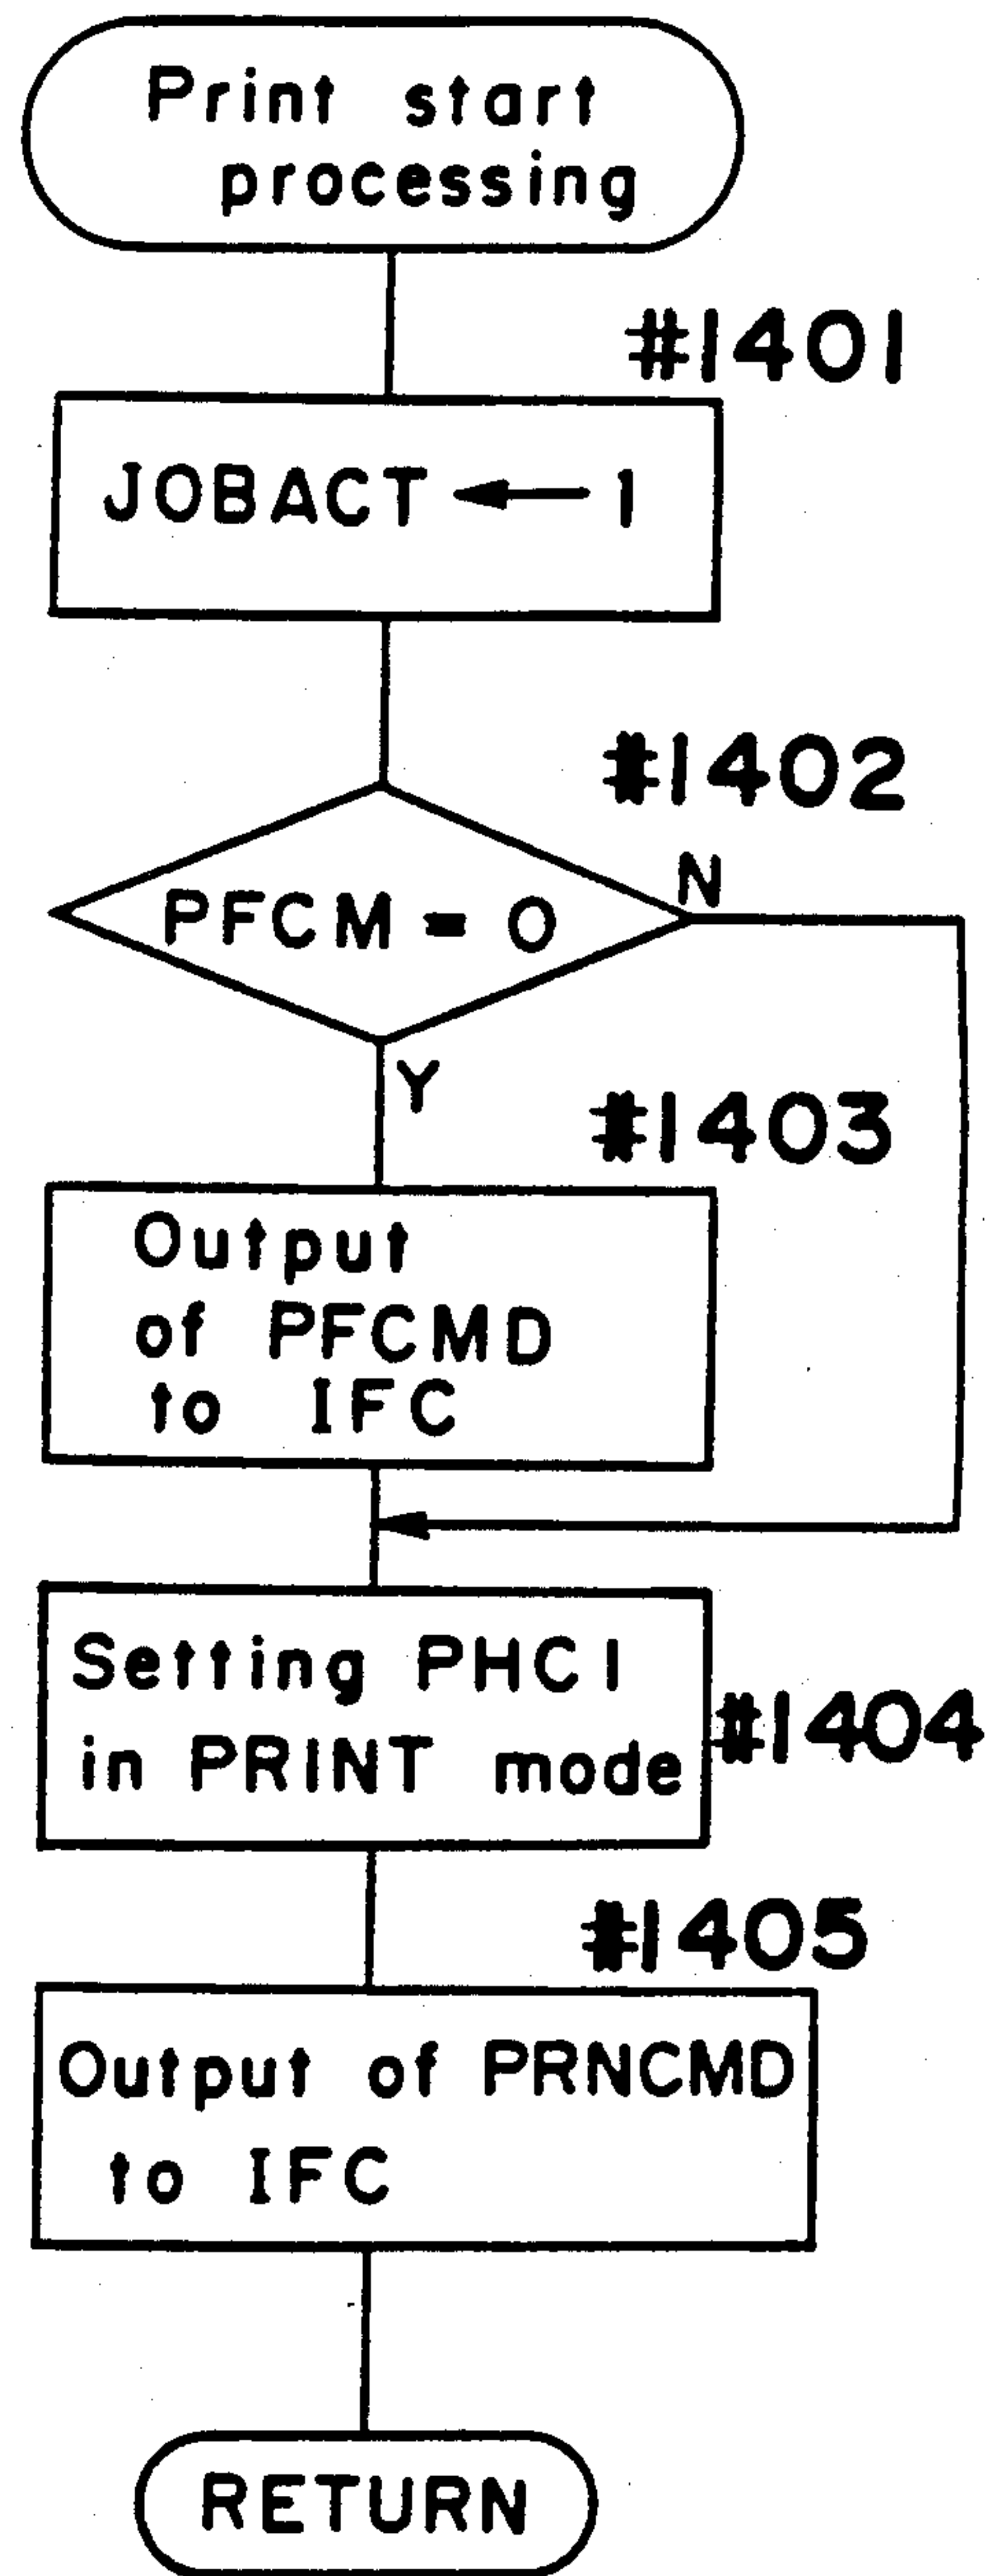 Print start
processing
#1401
JOBACT ← 1
#1402
PFCM = 0
N
Y
#1403
Output
of PFCMD
to IFC
Setting PHC1
in PRINT mode
#1404
#1405
Output of PRNCMD
to IFC
RETURN